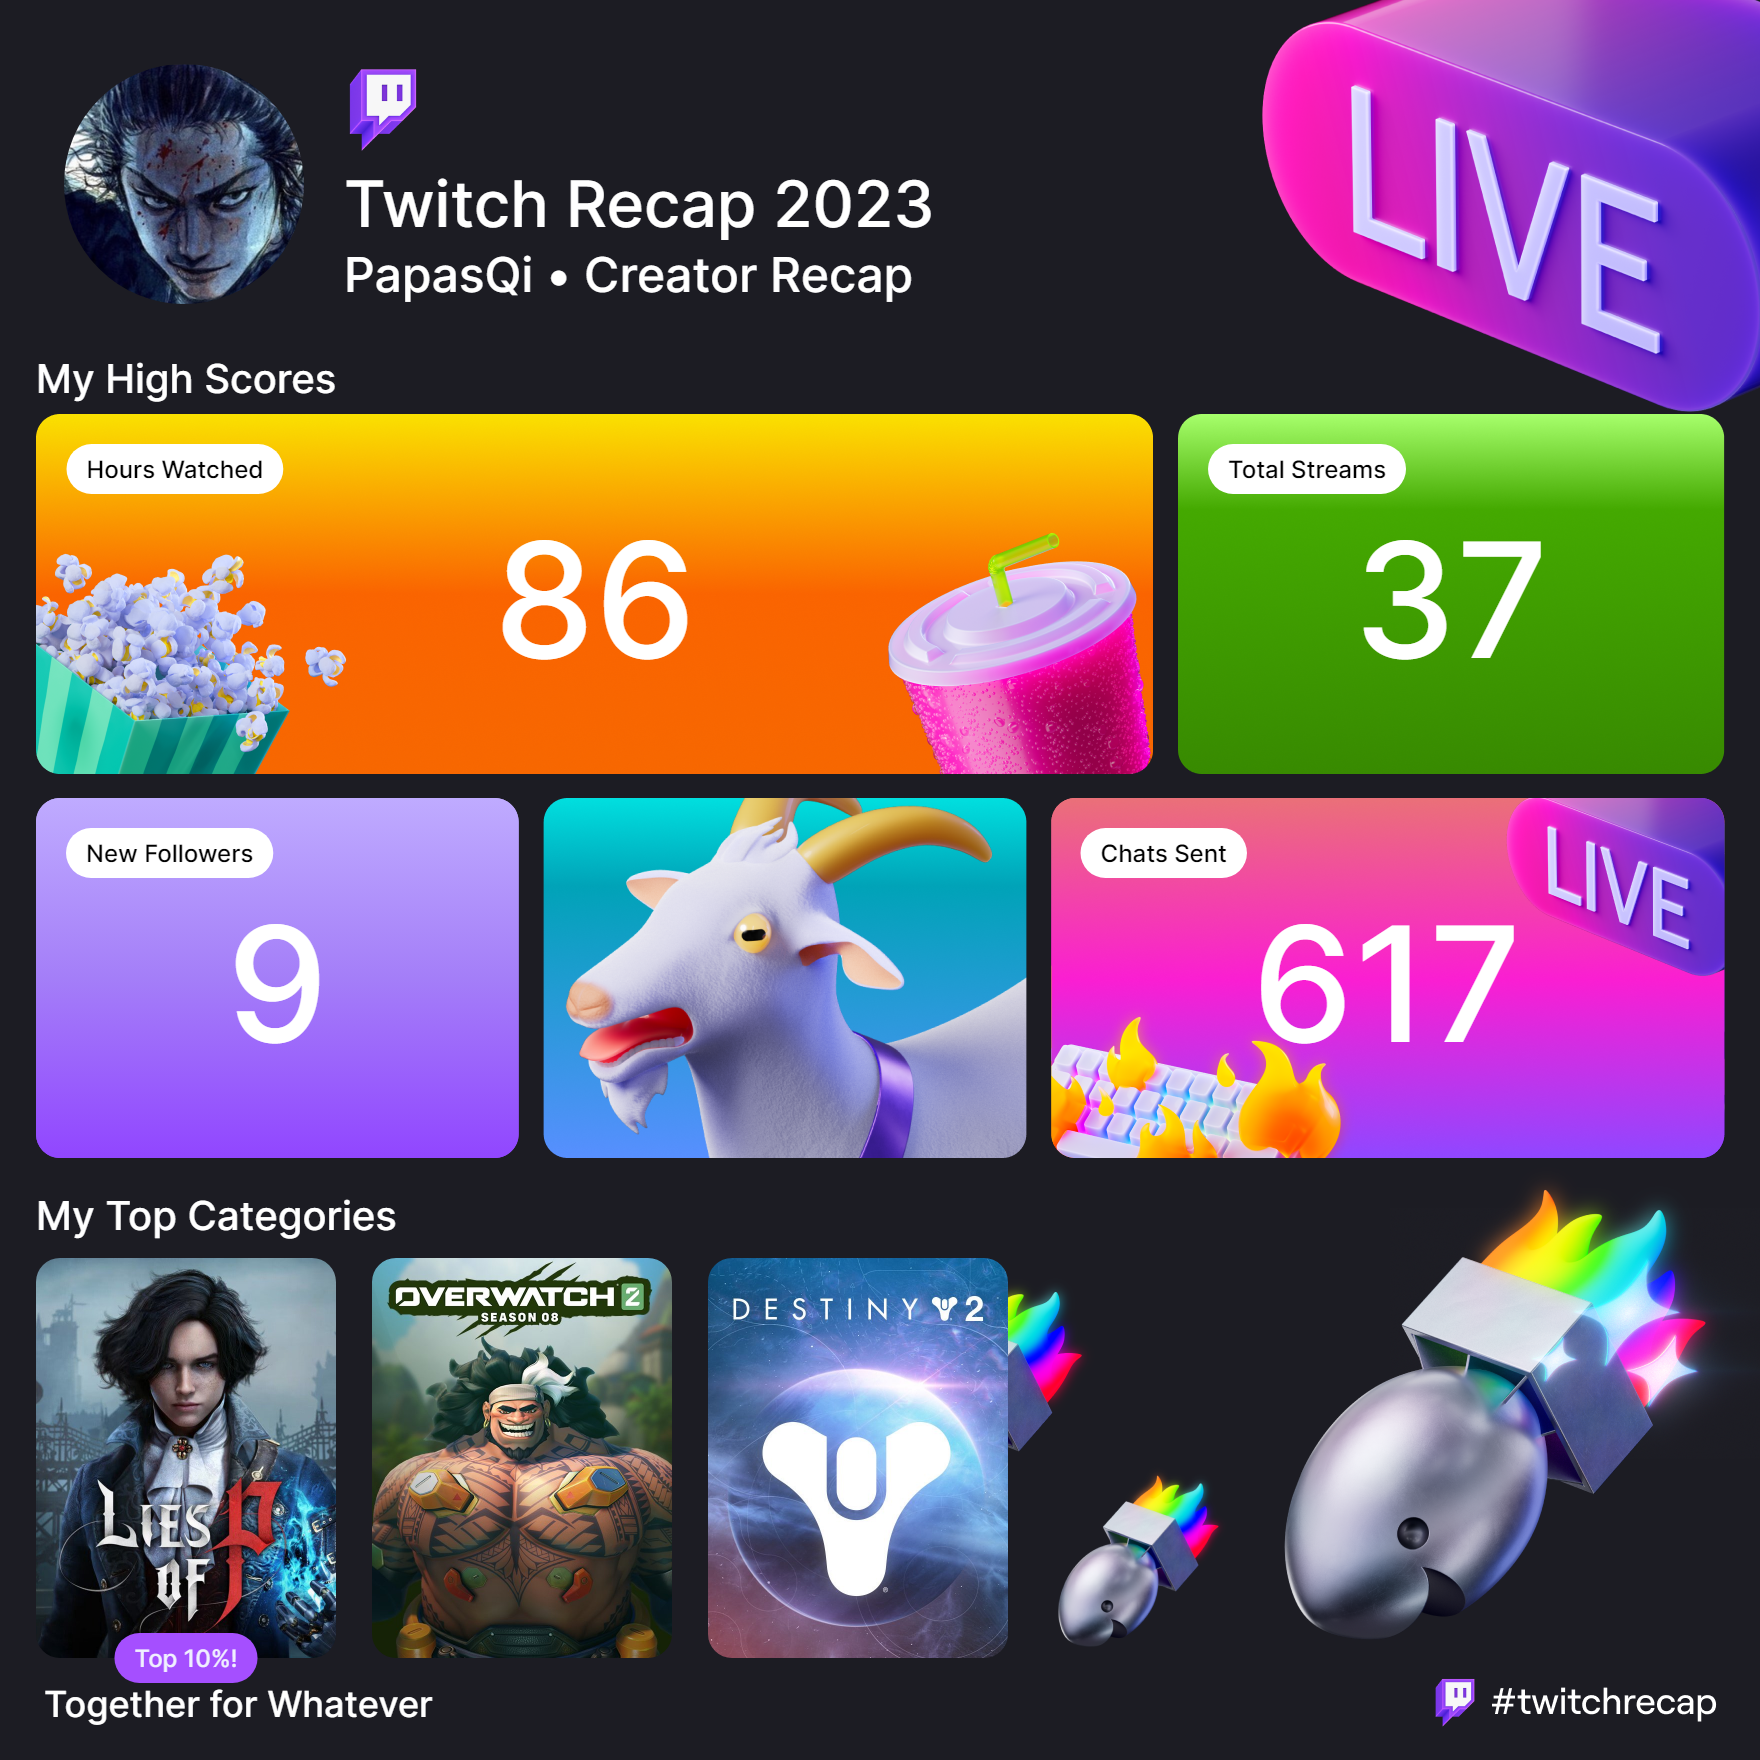 Twitch Recap 2023
PapasQi • Creator Recap
LIVE
My High Scores
Hours Watched
86
Total Streams
37
New Followers
9
Chats Sent
617
LIVE
My Top Categories
LIES OF P
OVERWATCH 2
SEASON 08
DESTINY 2
Top 10%!
Together for Whatever
#twitchrecap